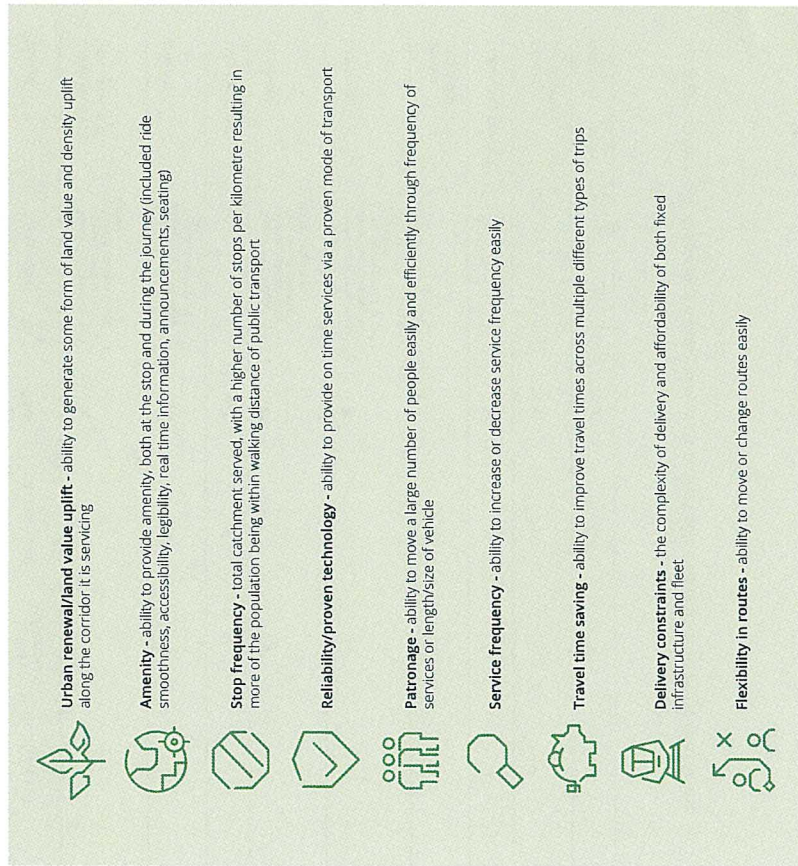 Urban renewal/land value uplift - ability to generate some form of land value and density uplift
along the corridor it is servicing
Amenity - ability to provide amenity, both at the stop and during the journey (included ride
smoothness, accessibility, legibility, real time information, announcements, seating)
Stop frequency - total catchment served, with a higher number of stops per kilometre resulting in
more of the population being within walking distance of public transport
Reliability/proven technology - ability to provide on time services via a proven mode of transport
Patronage - ability to move a large number of people easily and efficiently through frequency of
services or length/size of vehicle
Service frequency - ability to increase or decrease service frequency easily
Travel time saving - ability to improve travel times across multiple different types of trips
Delivery constraints - the complexity of delivery and affordability of both fixed
infrastructure and fleet
Flexibility in routes - ability to move or change routes easily